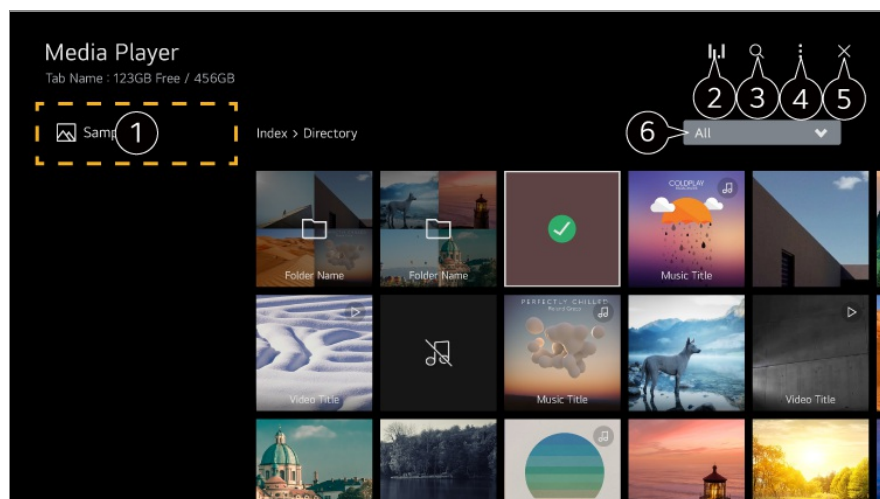 Media Player
Tab Name : 123GB Free / 456GB
2
3
4
5
Samp
1
Index > Directory
6
All
COLDPLAY
Folder Name
Folder Name
Music Title
PERFECTLY CHILLED
Video Title
Music Title
Video Title